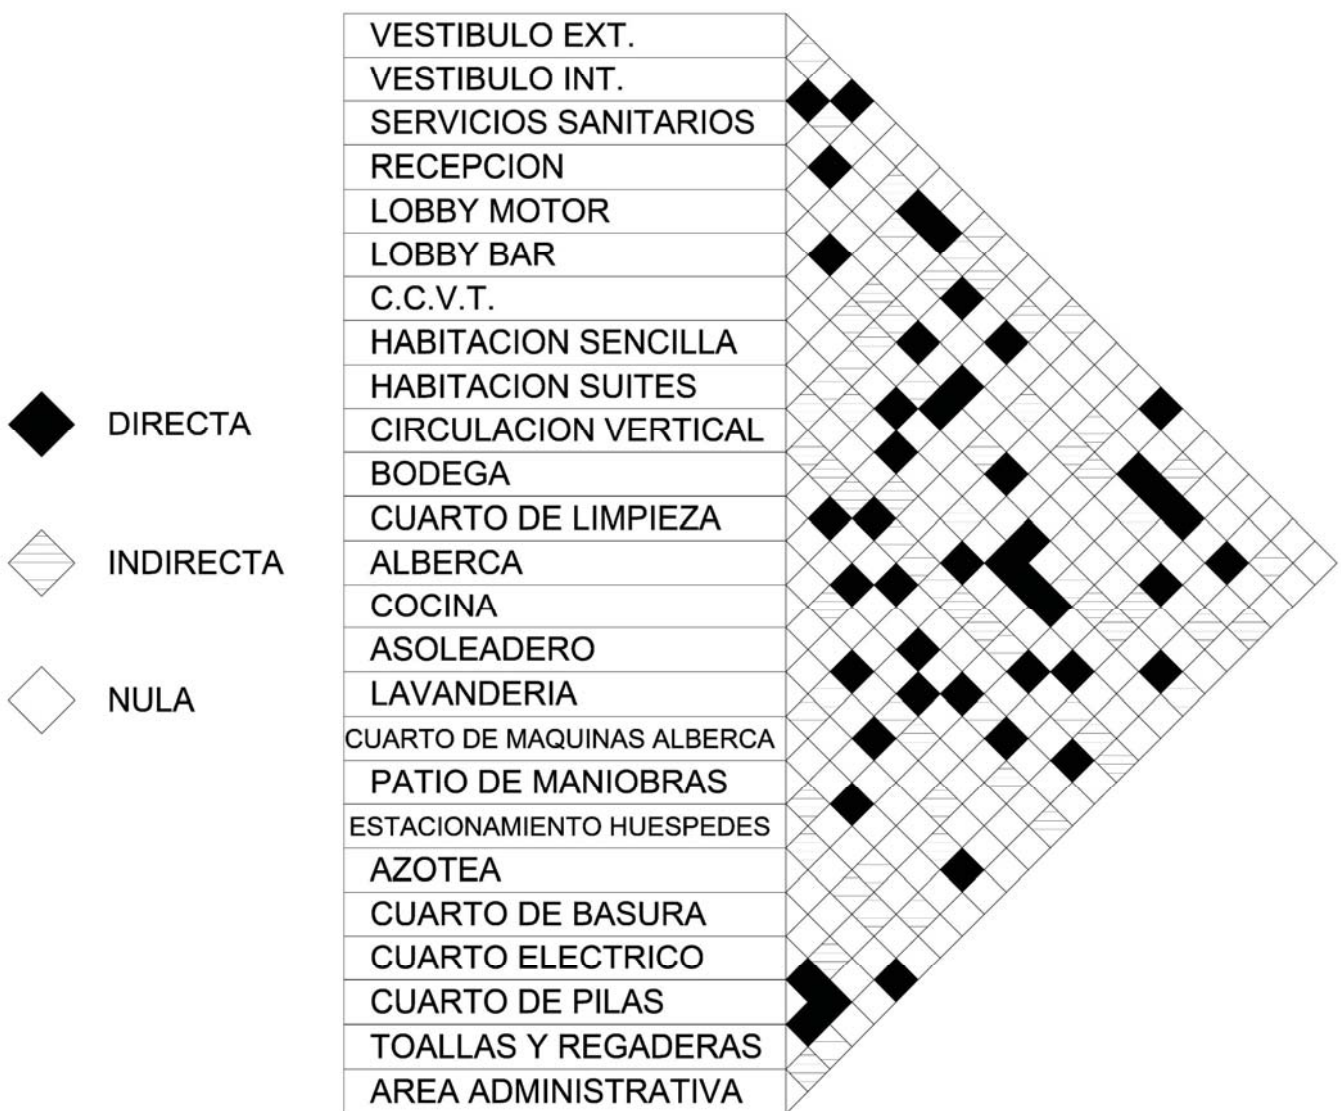 VESTIBULO EXT.
VESTIBULO INT.
SERVICIOS SANITARIOS
RECEPCION
LOBBY MOTOR
LOBBY BAR
C.C.V.T.
HABITACION SENCILLA
HABITACION SUITES
CIRCULACION VERTICAL
BODEGA
CUARTO DE LIMPIEZA
ALBERCA
COCINA
ASOLEADERO
LAVANDERIA
CUARTO DE MAQUINAS ALBERCA
PATIO DE MANIOBRAS
ESTACIONAMIENTO HUESPEDES
AZOTEA
CUARTO DE BASURA
CUARTO ELECTRICO
CUARTO DE PILAS
TOALLAS Y REGADERAS
AREA ADMINISTRATIVA
DIRECTA
INDIRECTA
NULA